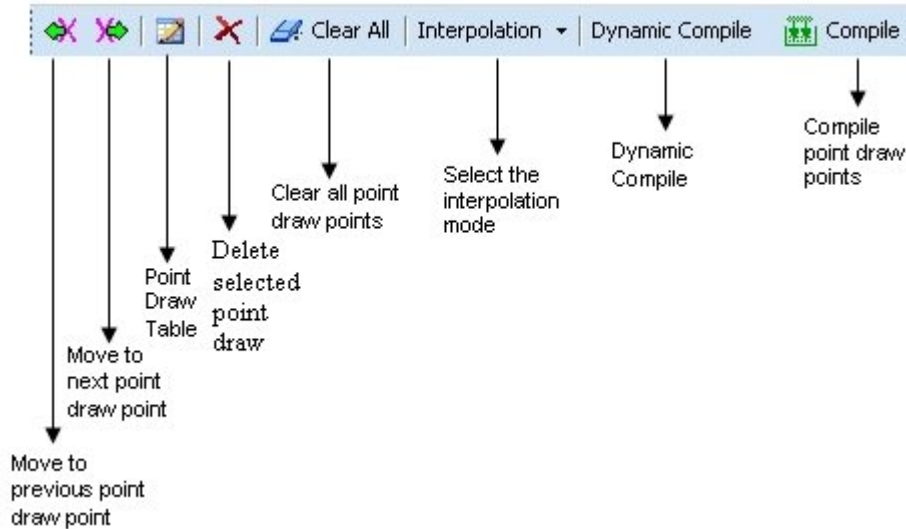 Clear All
Interpolation
Dynamic Compile
Compile
Compile
point draw
points
Dynamic
Compile
Select the
interpolation
mode
Clear all point
draw points
Delete
selected
point
draw
Point
Draw
Table
Move to
next point
draw point
Move to
previous point
draw point